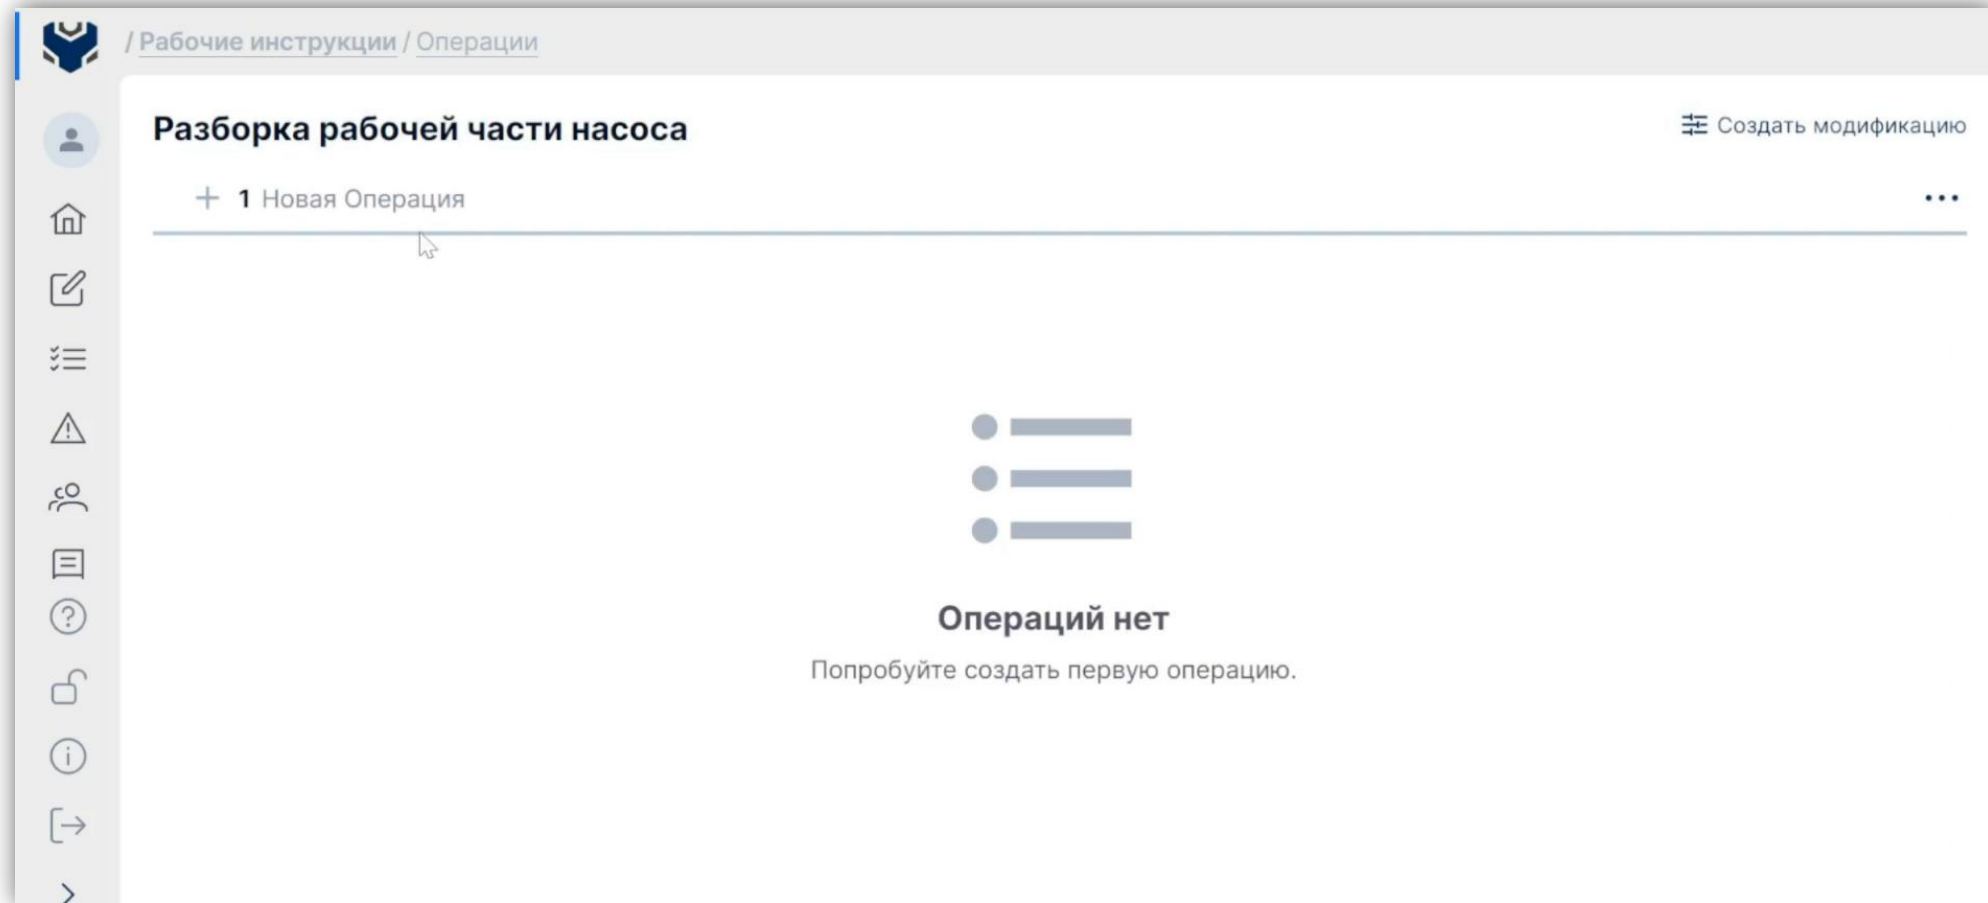 / Рабочие инструкции / Операции
Разборка рабочей части насоса
Создать модификацию
1 Новая Операция
Операций нет
Попробуйте создать первую операцию.